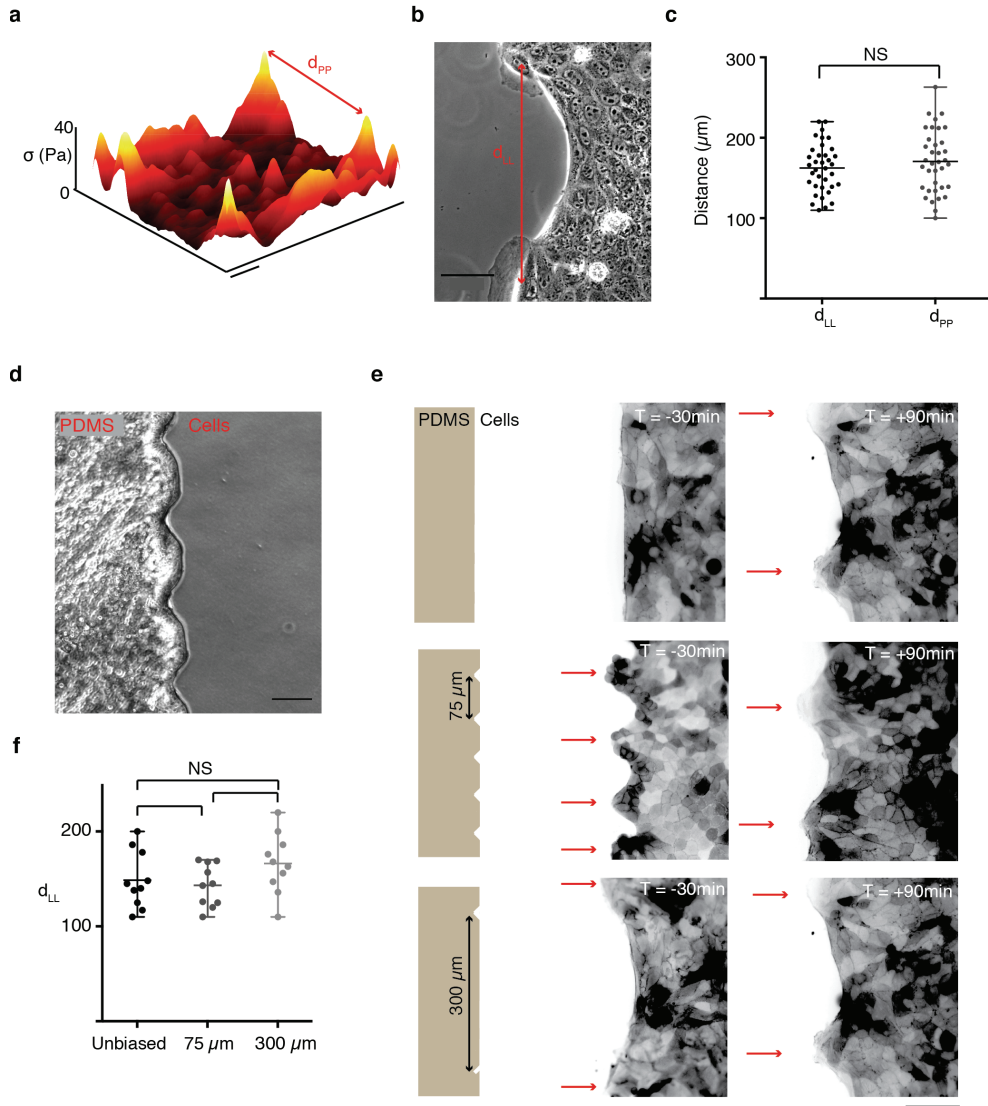 a
d_PP
40
σ (Pa)
0
b
d
c
NS
300
200
100
Distance (µm)
d_LL
d_PP
d
PDMS
Cells
e
PDMS Cells
T = -30min
T = +90min
75 µm
T = -30min
T = +90min
300 µm
T = -30min
T = +90min
f
NS
200
d_LL
100
Unbiased
75 µm
300 µm